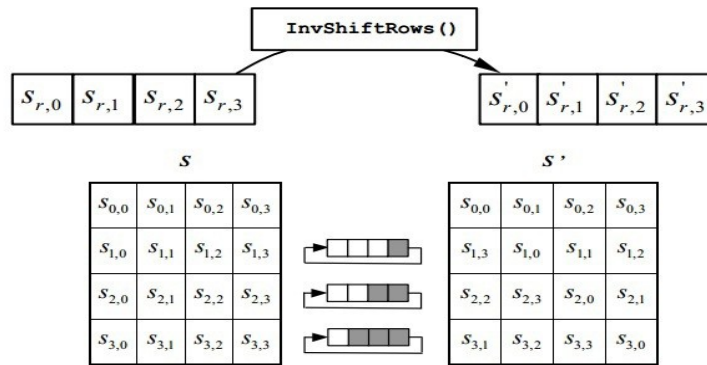 InvShiftRows()
S_{r,0} S_{r,1} S_{r,2} S_{r,3} S'_{r,0} S'_{r,1} S'_{r,2} S'_{r,3}
S S'
S_{0,0} S_{0,1} S_{0,2} S_{0,3} S_{0,0} S_{0,1} S_{0,2} S_{0,3}
S_{1,0} S_{1,1} S_{1,2} S_{1,3} S_{1,3} S_{1,0} S_{1,1} S_{1,2}
S_{2,0} S_{2,1} S_{2,2} S_{2,3} S_{2,2} S_{2,3} S_{2,0} S_{2,1}
S_{3,0} S_{3,1} S_{3,2} S_{3,3} S_{3,1} S_{3,2} S_{3,3} S_{3,0}